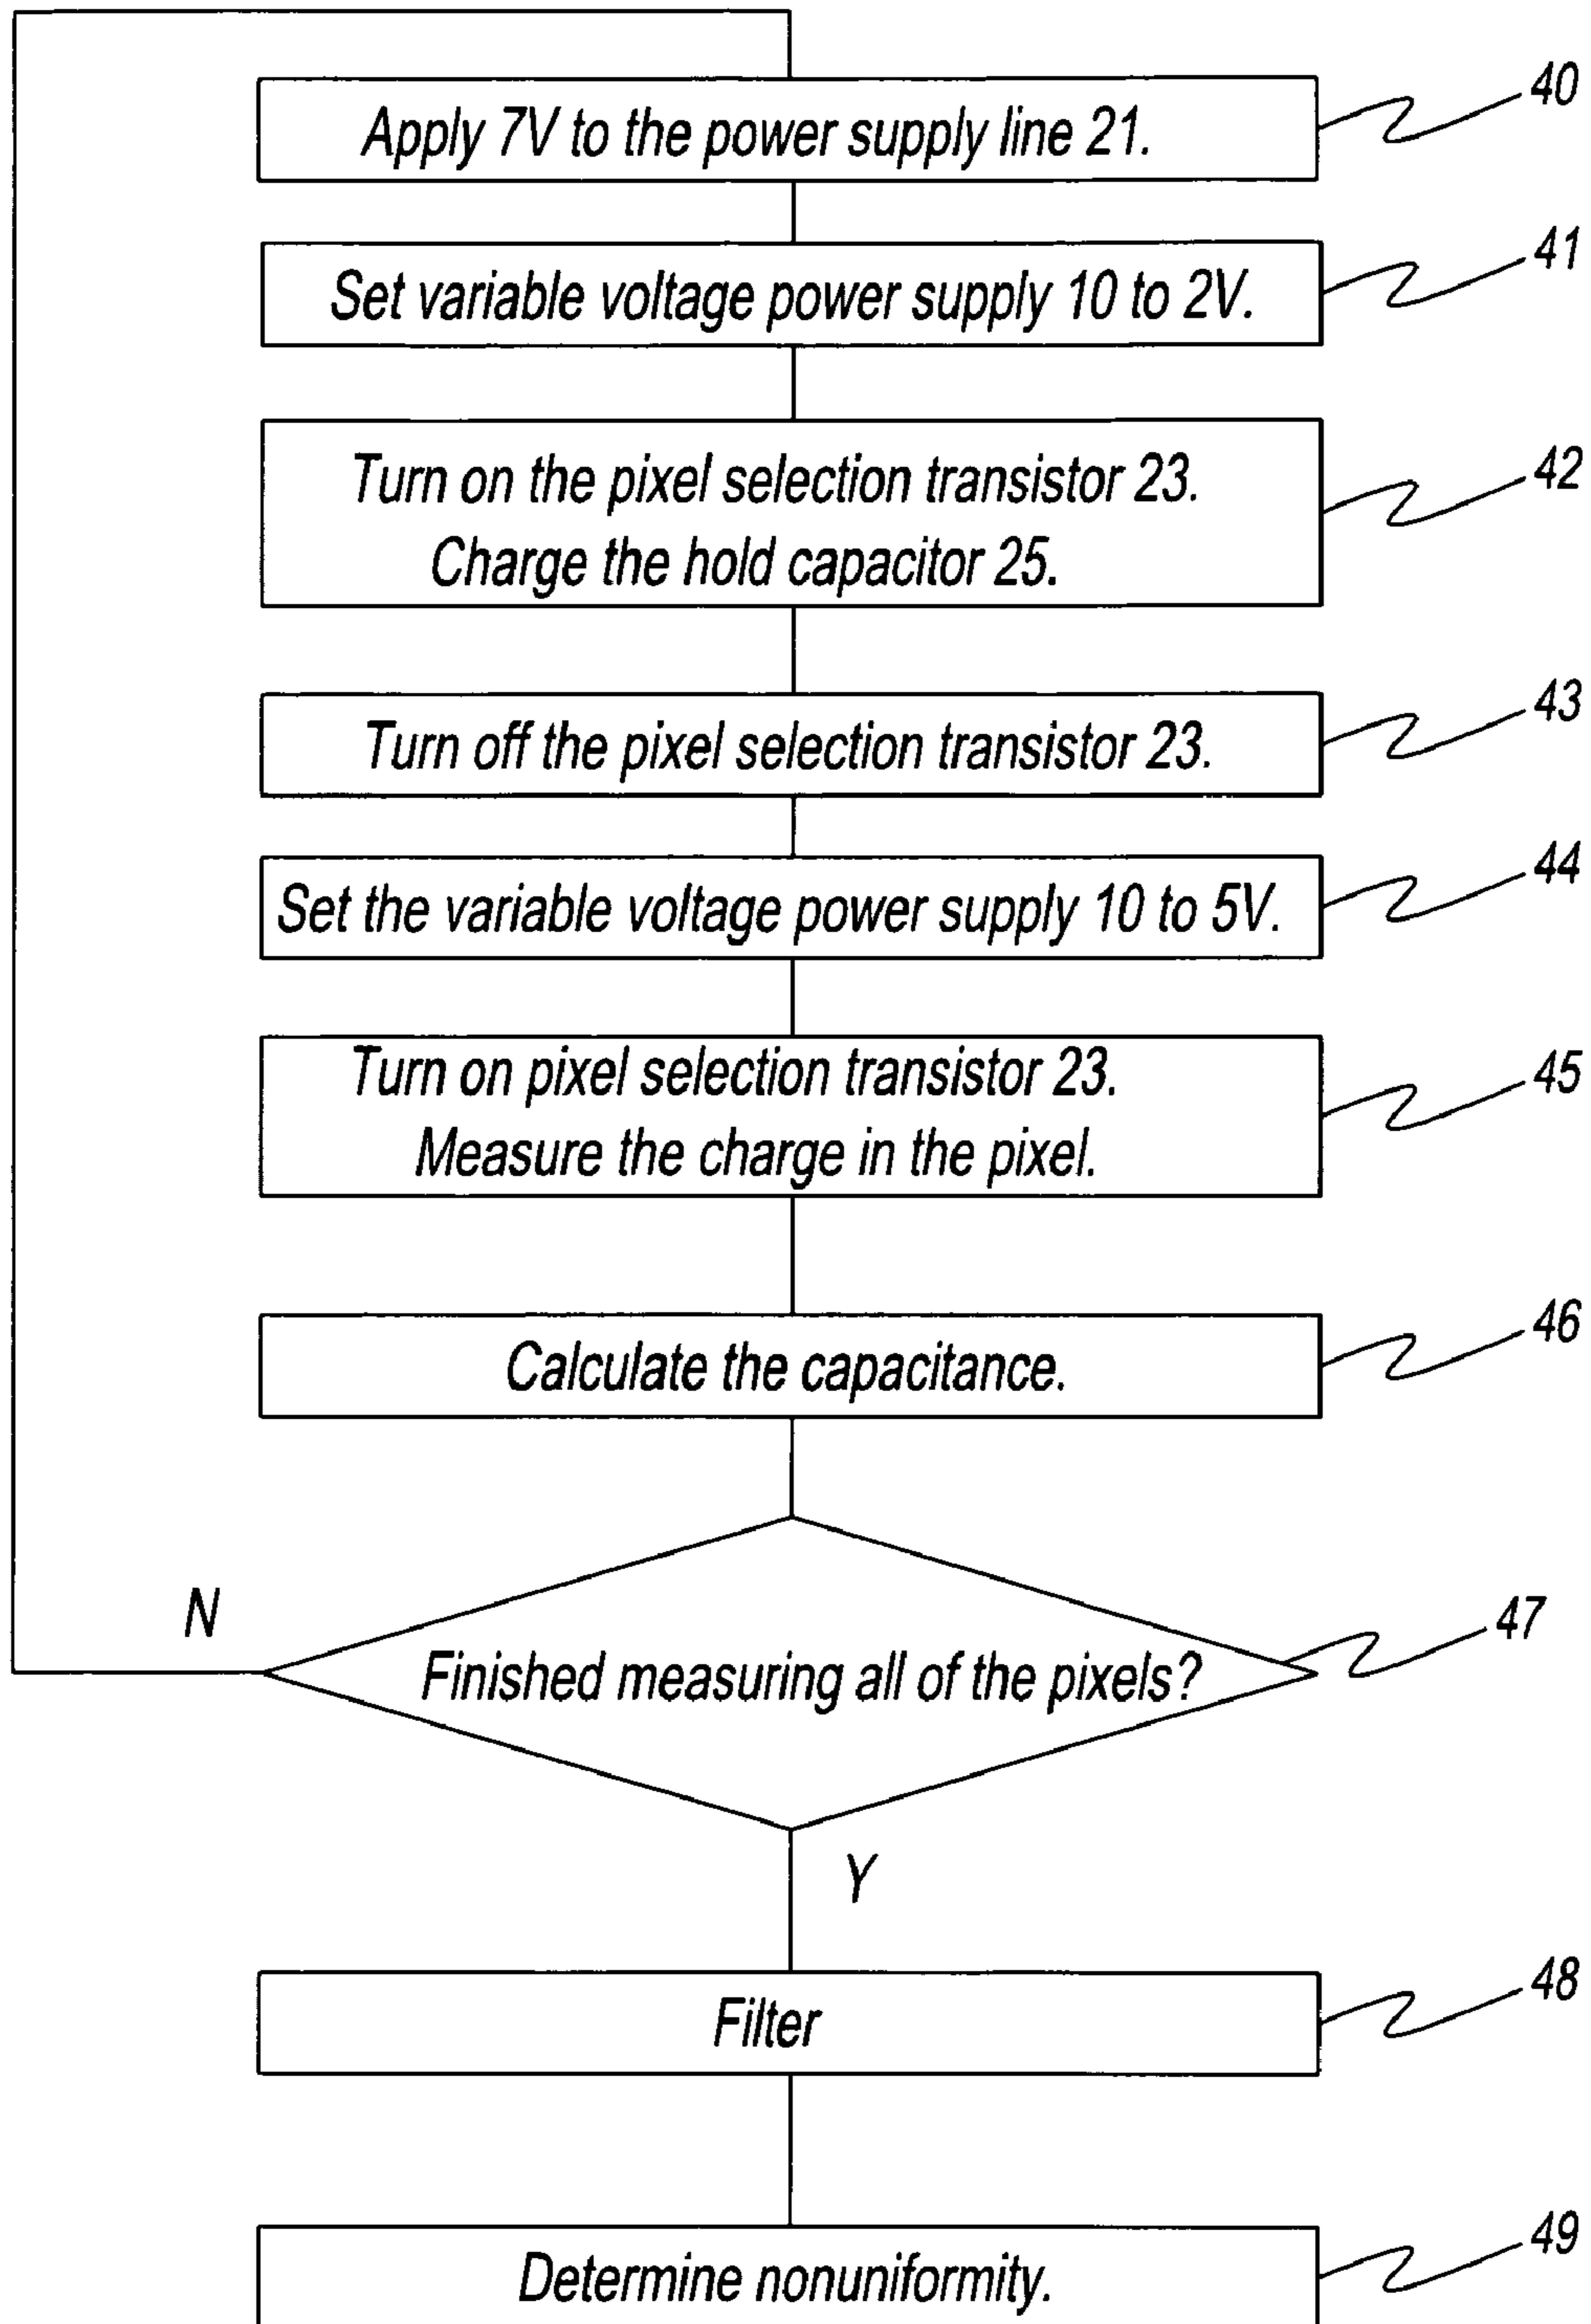 Apply 7V to the power supply line 21.
40
Set variable voltage power supply 10 to 2V.
41
Turn on the pixel selection transistor 23.
Charge the hold capacitor 25.
42
Turn off the pixel selection transistor 23.
43
Set the variable voltage power supply 10 to 5V.
44
Turn on pixel selection transistor 23.
Measure the charge in the pixel.
45
Calculate the capacitance.
46
Finished measuring all of the pixels?
47
N
Y
Filter
48
Determine nonuniformity.
49